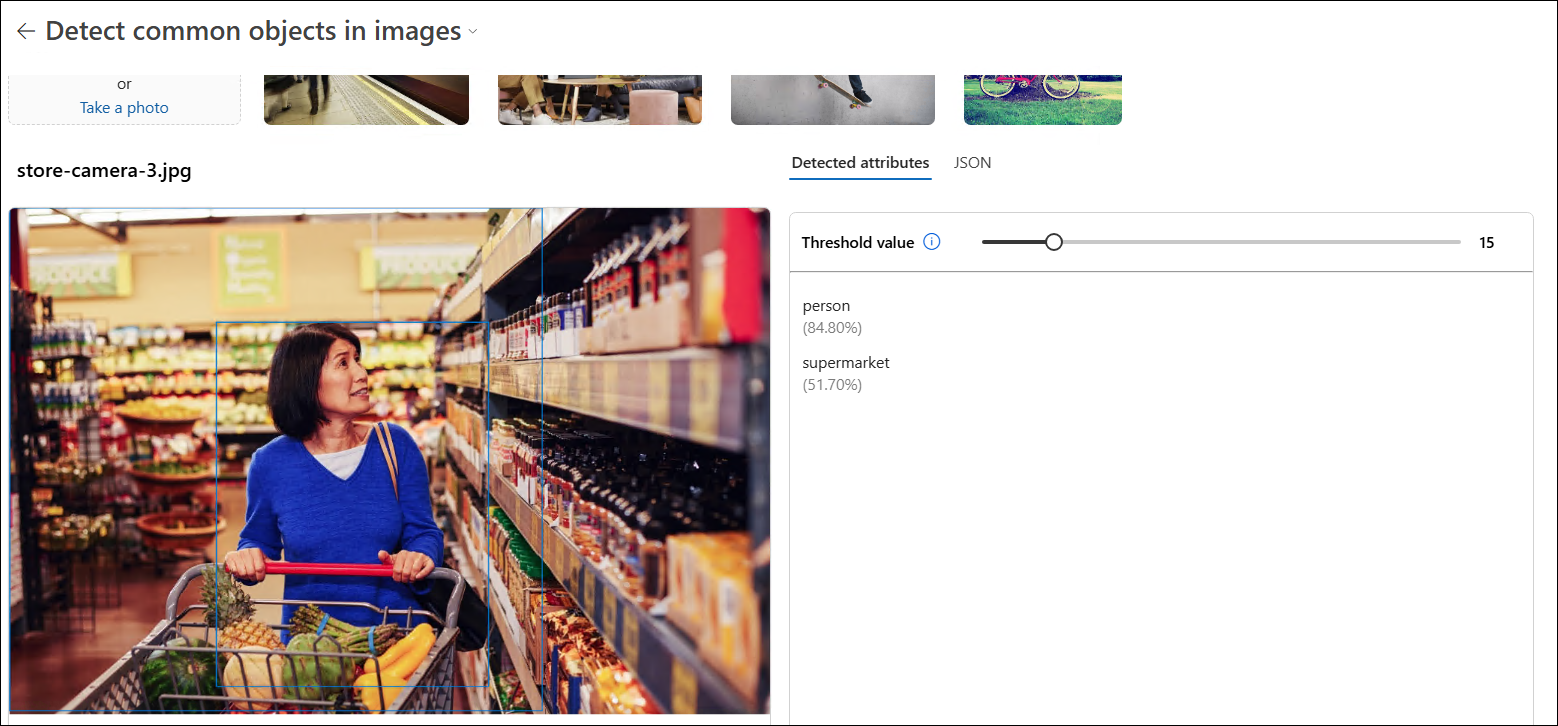 Detect common objects in images
or
Take a photo
store-camera-3.jpg
Detected attributes
JSON
Threshold value
15
PRODUCE
person
(84.80%)
supermarket
(51.70%)